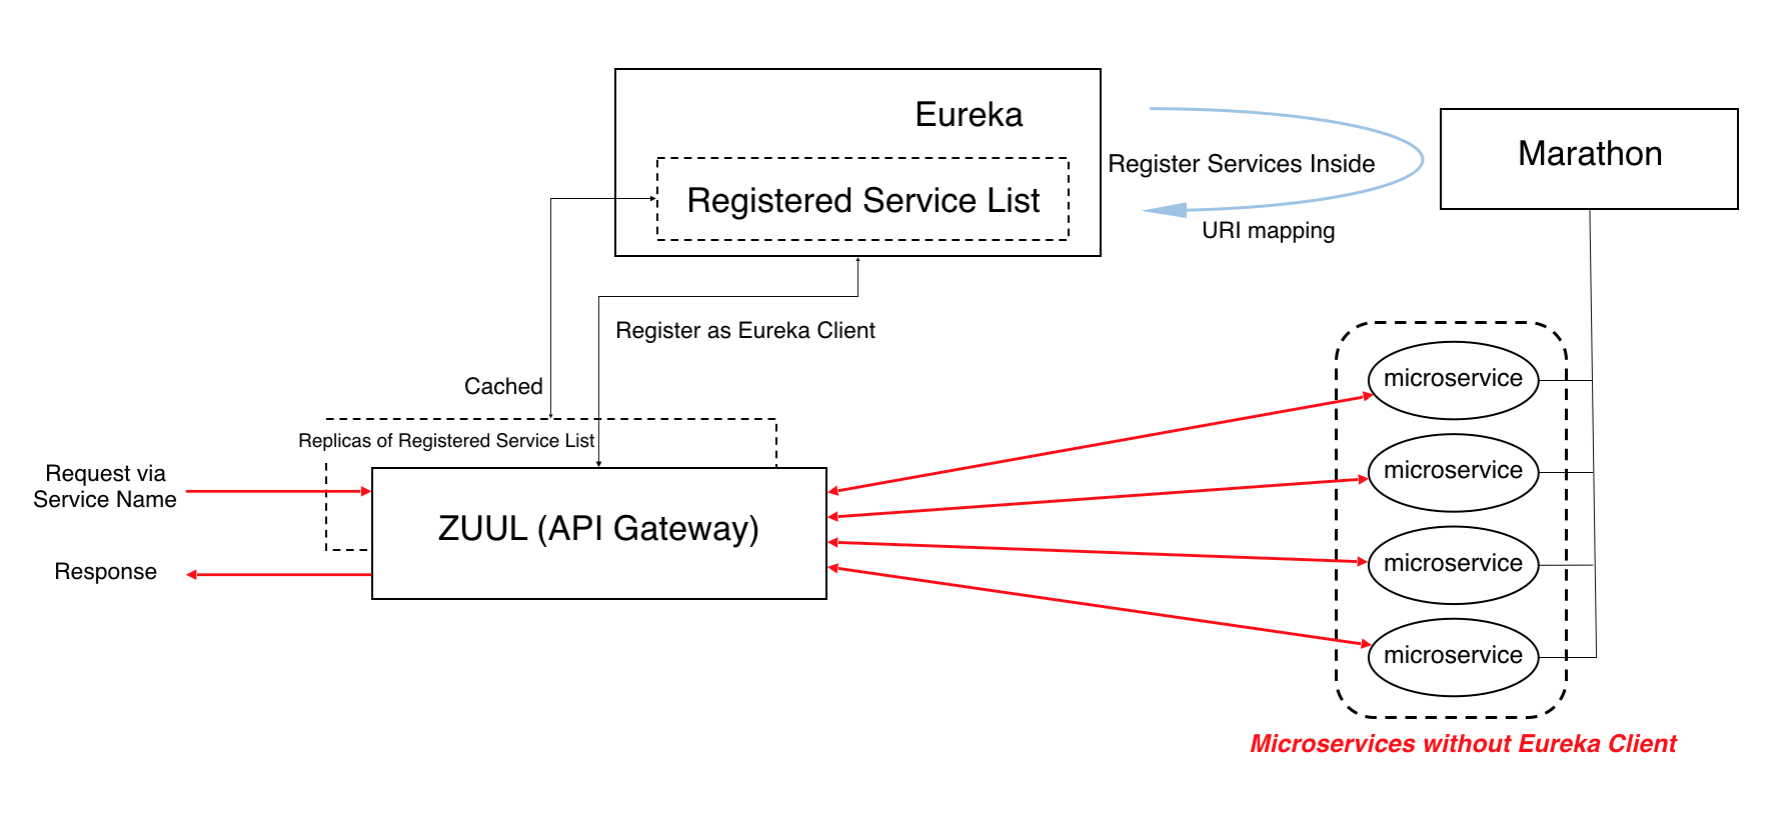 Eureka
Registered Service List
Register Services Inside
URI mapping
Marathon
Register as Eureka Client
Cached
Replicas of Registered Service List
Request via
Service Name
Response
ZUUL (API Gateway)
microservice
microservice
microservice
microservice
Microservices without Eureka Client